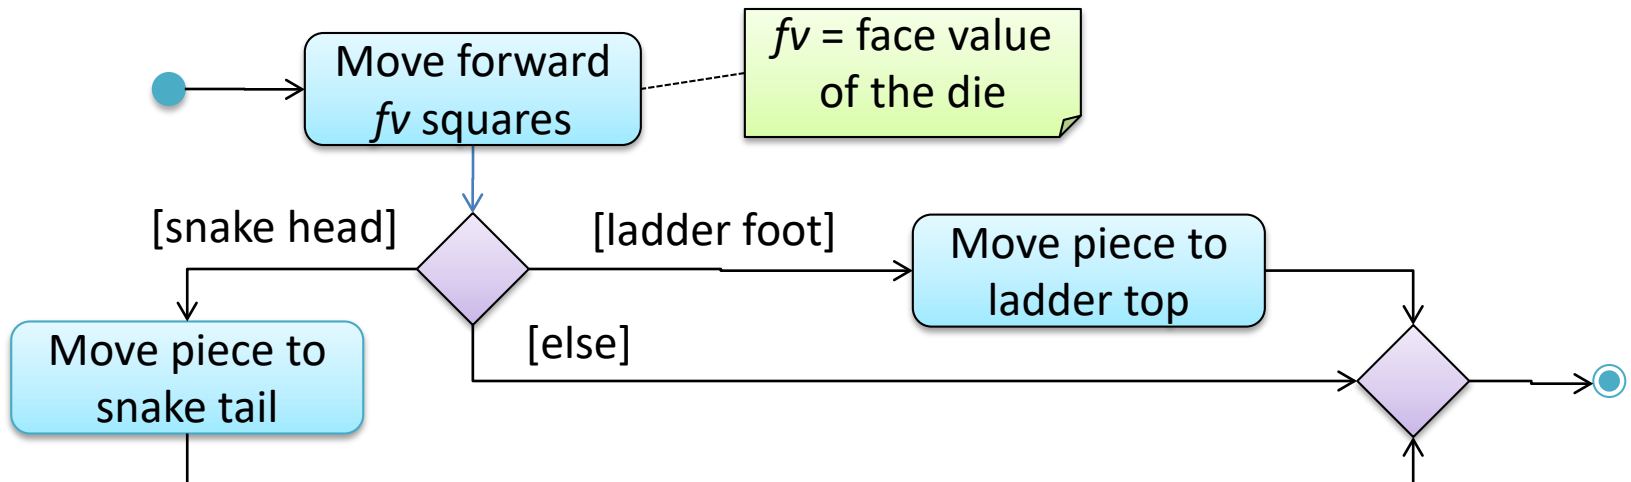 Move forward
fv squares
fv = face value
of the die
[snake head]
[ladder foot]
Move piece to
ladder top
[else]
Move piece to
snake tail